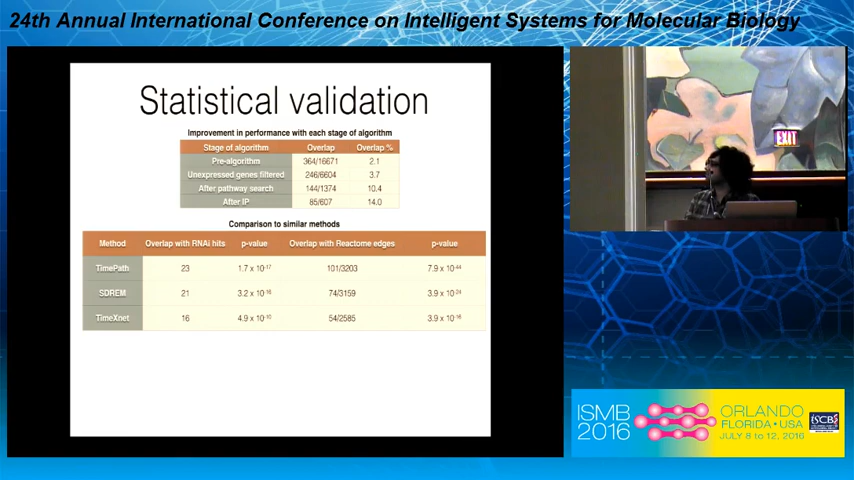 24th Annual International Conference on Intelligent Systems for Molecular Biology
Statistical validation
Improvement in performance with each stage of algorithm
Stage of algorithm Overlap Overlap %
Pre-algorithm 364/16671 2.1
Unexpressed genes filtered 246/6604 3.7
After pathway search 144/1374 10.4
After IP 85/607 14.0
Comparison to similar methods
Method Overlap with RNAi hits p-value Overlap with Reactome edges p-value
TimePath 23 1.7 x 10-17 101/3203 7.9 x 10-44
SDREM 21 3.2 x 10-16 74/3159 3.9 x 10-24
TimeXnet 16 4.9 x 10-10 54/2585 3.9 x 10-16
EXIT
ISMB
2016
ORLANDO
FLORIDA • USA
JULY 8 to 12, 2016
ISCB